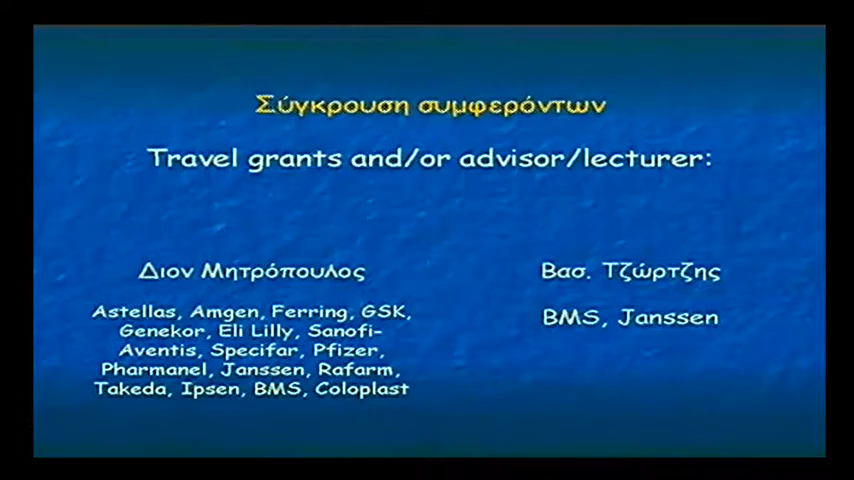 Σύγκρουση συμφερόντων
Travel grants and/or advisor/lecturer:
Διον Μητρόπουλος
Astellas, Amgen, Ferring, GSK,
Genekor, Eli Lilly, Sanofi-
Aventis, Specifar, Pfizer,
Pharmanel, Janssen, Rafarm,
Takeda, Ipsen, BMS, Coloplast
Βασ. Τζώρτζης
BMS, Janssen